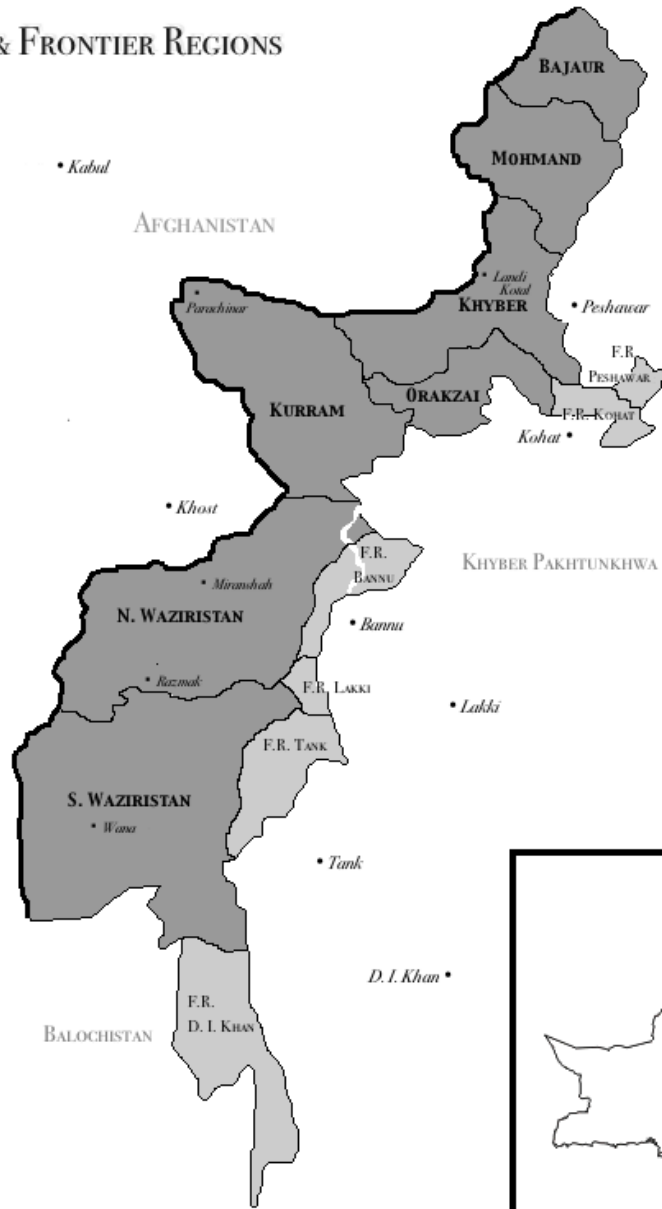 & Frontier Regions
Bajaur
Mohmand
Kabul
Afghanistan
Landi
Kotal
Parachinar
Khyber
Peshawar
F.R.
Peshawar
Orakzai
Kurram
F.R. Kohat
Kohat
Khost
F.R.
Bannu
Khyber Pakhtunkhwa
Miranshah
N. Waziristan
Bannu
Razmak
F.R. Lakki
Lakki
F.R. Tank
S. Waziristan
Wana
Tank
D. I. Khan
F.R.
D. I. Khan
Balochistan